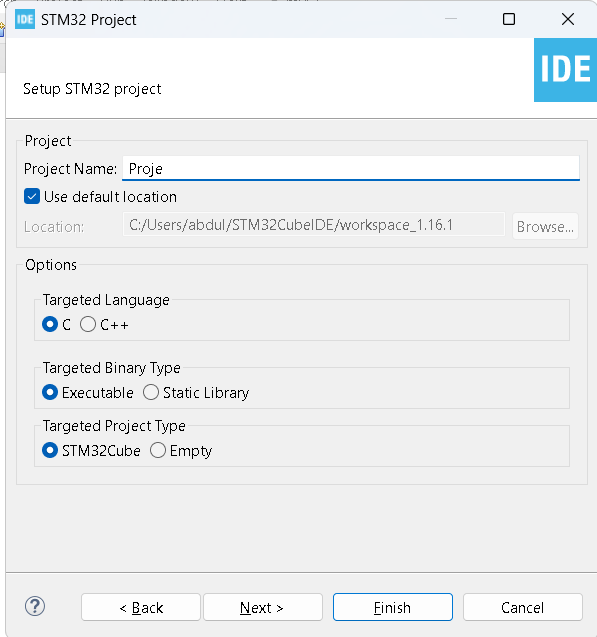 IDE STM32 Project
Setup STM32 project
IDE
Project
Project Name: Proje
Use default location
Location: C:/Users/abdul/STM32CubeIDE/workspace_1.16.1 Browse...
Options
Targeted Language
C C++
Targeted Binary Type
Executable Static Library
Targeted Project Type
STM32Cube Empty
? < Back Next > Finish Cancel